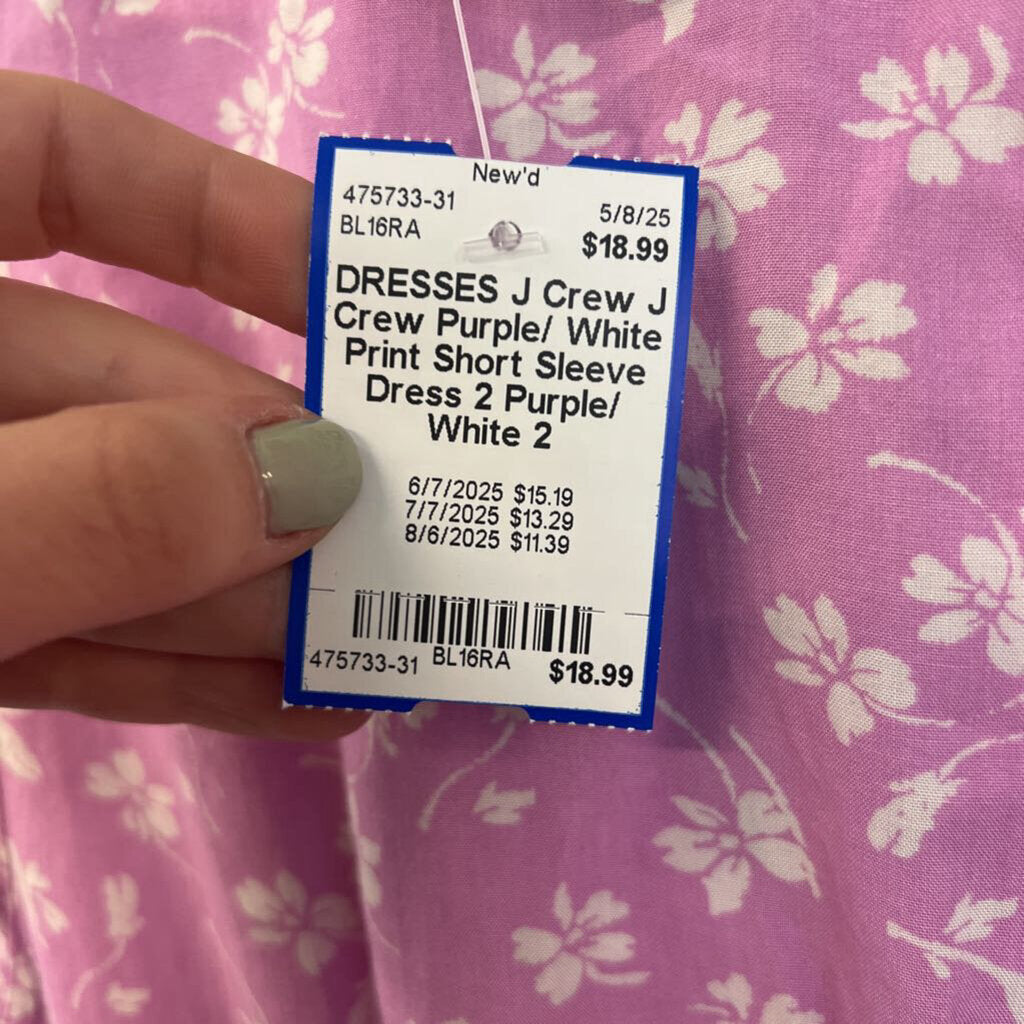 New'd
475733-31 5/8/25
BL16RA $18.99
DRESSES J Crew J
Crew Purple/ White
Print Short Sleeve
Dress 2 Purple/
White 2
6/7/2025 $15.19
7/7/2025 $13.29
8/6/2025 $11.39
475733-31 BL16RA $18.99